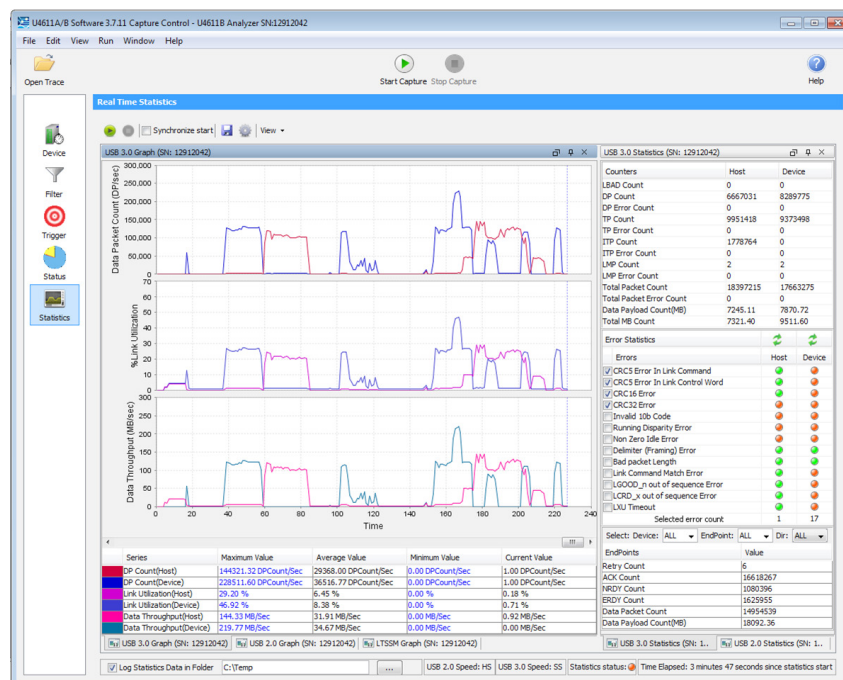 U4611A/B Software 3.7.11 Capture Control - U4611B Analyzer SN:12912042
File Edit View Run Window Help
Open Trace
Start Capture Stop Capture
Help
Real Time Statistics
Synchronize start View
Device
Filter
Trigger
Status
Statistics
USB 3.0 Graph (SN: 12912042)
Data Packet Count (DP/sec)
300,000
250,000
200,000
150,000
100,000
50,000
0
%Link Utilization
70
60
50
40
30
20
10
0
Data Throughput (MB/sec)
300
250
200
150
100
50
0
0 20 40 60 80 100 120 140 160 180 200 220 240
Time
Series Maximum Value Average Value Minimum Value Current Value
DP Count(Host) 144321.32 DPCount/Sec 29368.00 DPCount/Sec 0.00 DPCount/Sec 1.00 DPCount/Sec
DP Count(Device) 228511.60 DPCount/Sec 36516.77 DPCount/Sec 0.00 DPCount/Sec 1.00 DPCount/Sec
Link Utilization(Host) 29.20 % 6.45 % 0.00 % 0.18 %
Link Utilization(Device) 46.92 % 8.38 % 0.00 % 0.71 %
Data Throughput(Host) 144.33 MB/Sec 31.91 MB/Sec 0.00 MB/Sec 0.92 MB/Sec
Data Throughput(Device) 219.77 MB/Sec 34.67 MB/Sec 0.00 MB/Sec 0.00 MB/Sec
USB 3.0 Graph (SN: 12912042) USB 2.0 Graph (SN: 12912042) LTSSM Graph (SN: 12912042)
USB 3.0 Statistics (SN: 12912042)
Counters Host Device
LBAD Count 0 0
DP Count 6667031 8289775
DP Error Count 0 0
TP Count 9951418 9373498
TP Error Count 0 0
ITP Count 1778764 0
ITP Error Count 0 0
LMP Count 2 2
LMP Error Count 0 0
Total Packet Count 18397215 17663275
Total Packet Error Count 0 0
Data Payload Count(MB) 7245.11 7870.72
Total MB Count 7321.40 9511.60
Error Statistics
Errors Host Device
CRC5 Error In Link Command
CRC5 Error In Link Control Word
CRC16 Error
CRC32 Error
Invalid 10b Code
Running Disparity Error
Non Zero Idle Error
Delimiter (Framing) Error
Bad packet Length
Link Command Match Error
LGOOD_n out of sequence Error
LCRD_x out of sequence Error
LXU Timeout
Selected error count 1 17
Select: Device: ALL EndPoint: ALL Dir: ALL
EndPoints Value
Retry Count 6
ACK Count 16618267
NRDY Count 1080396
ERDY Count 1625955
Data Packet Count 14954539
Data Payload Count(MB) 18092.36
USB 3.0 Statistics (SN: 1.. USB 2.0 Statistics (SN: 1..
Log Statistics Data in Folder C:\Temp ... USB 2.0 Speed: HS USB 3.0 Speed: SS Statistics status: Time Elapsed: 3 minutes 47 seconds since statistics start